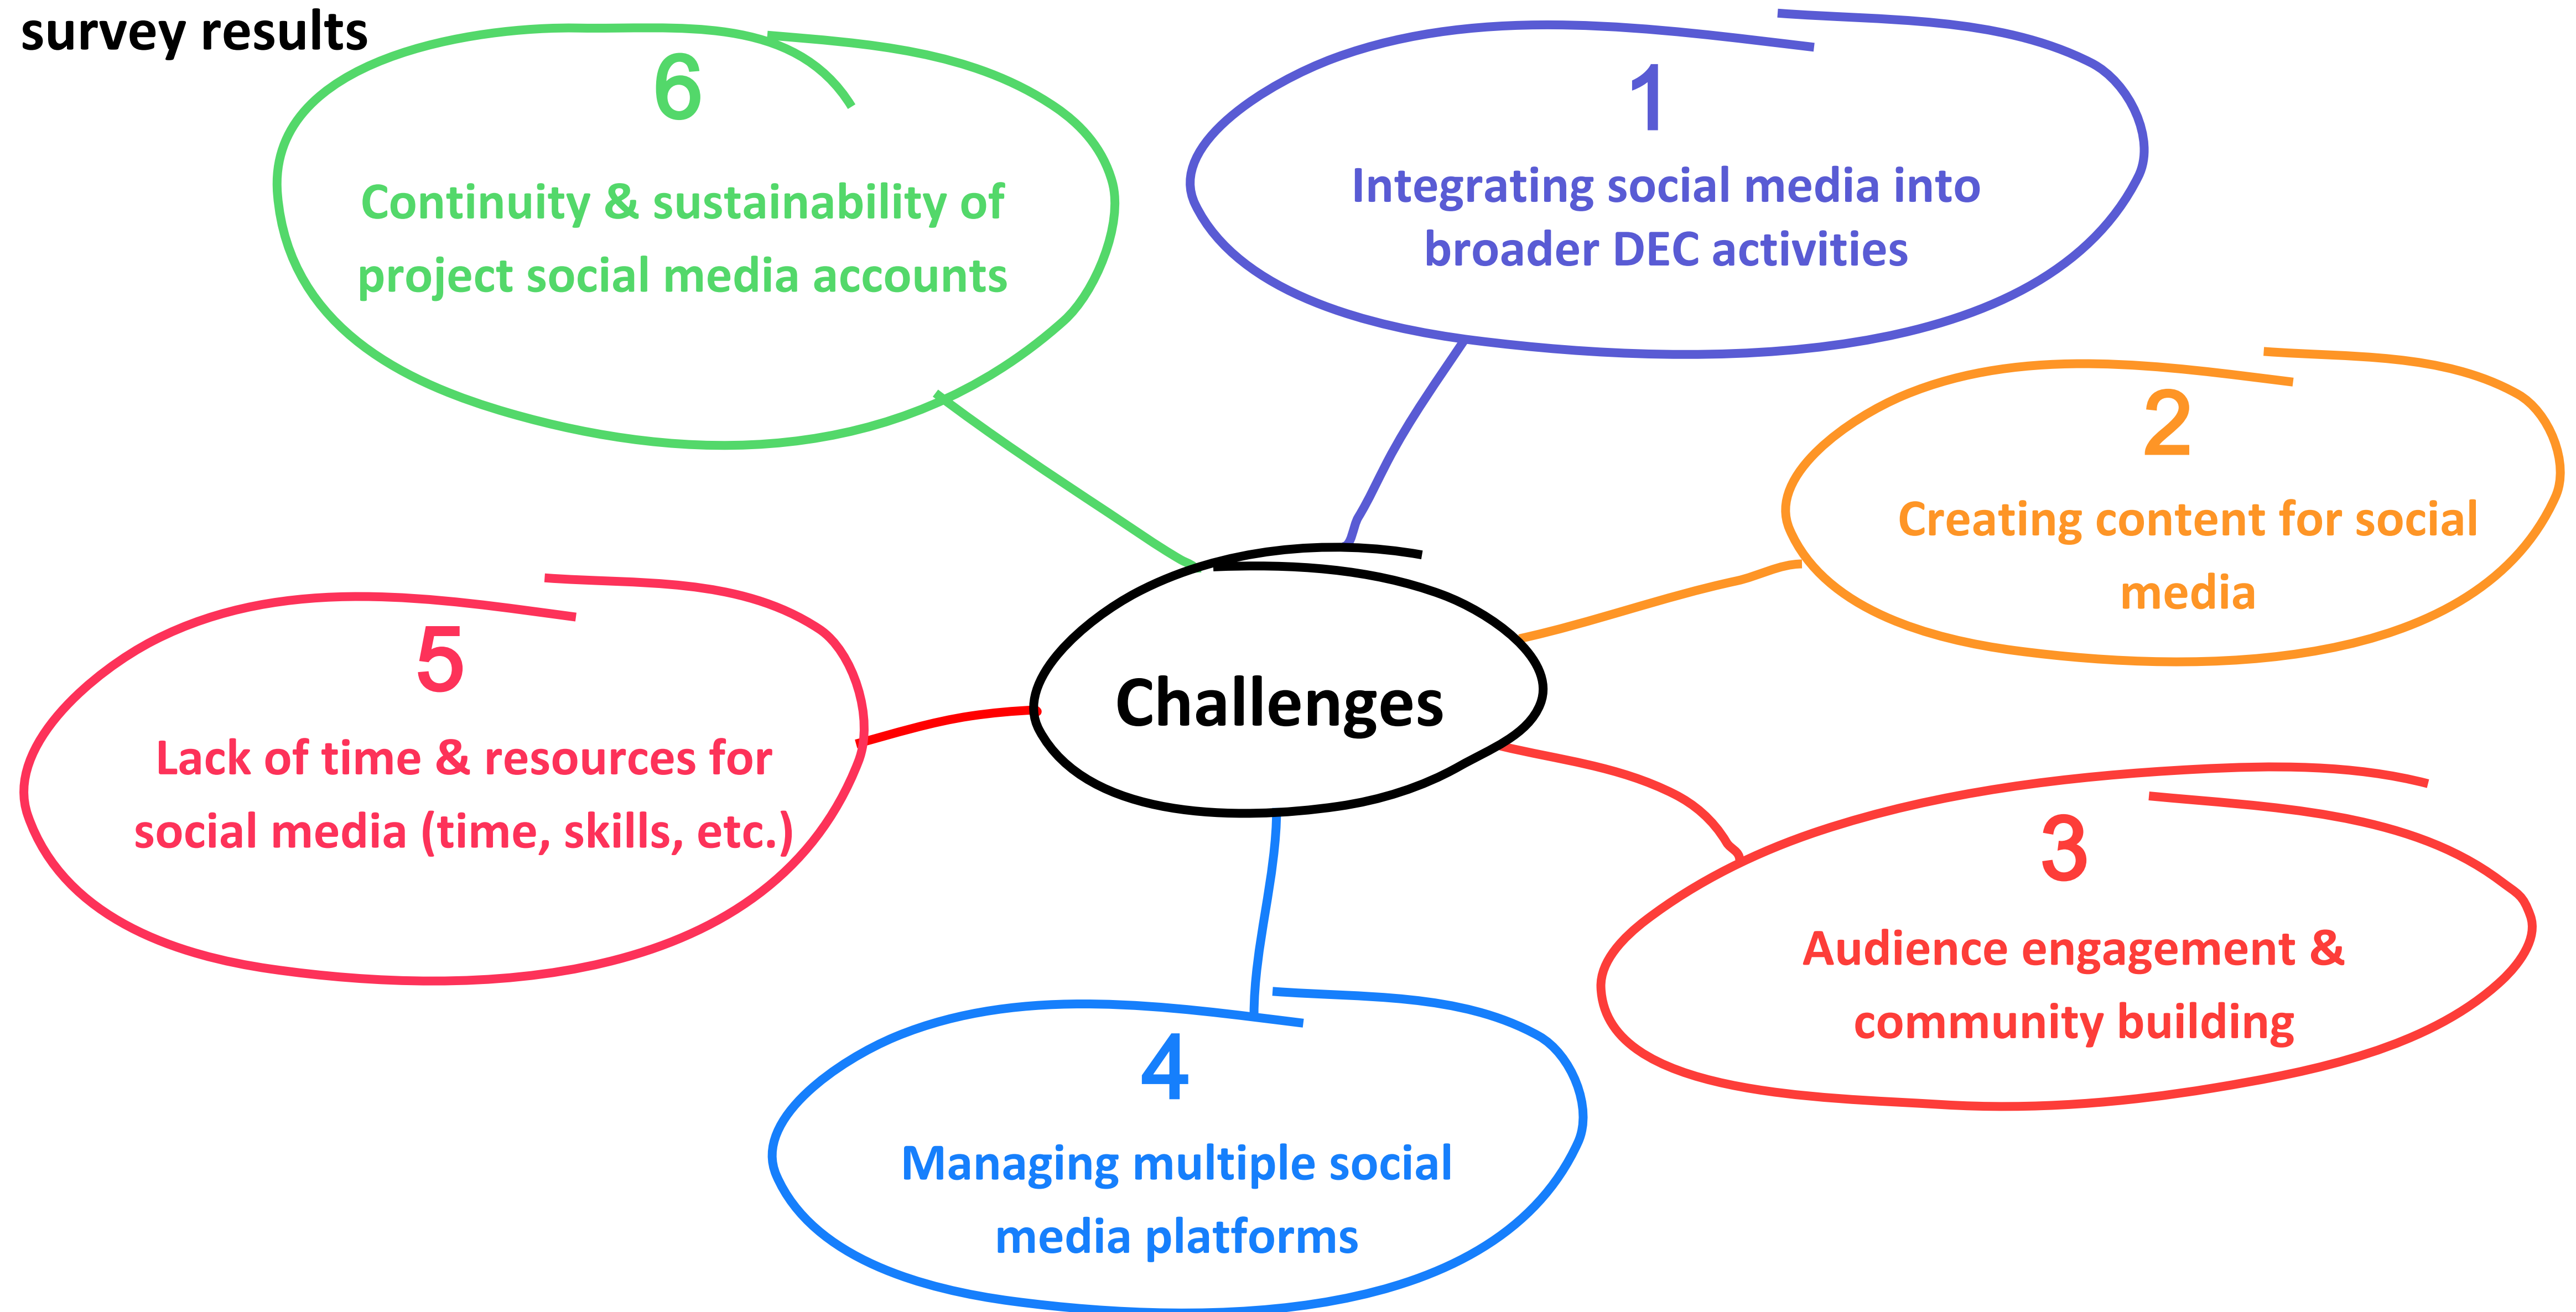 survey results
1
Integrating social media into
broader DEC activities
2
Creating content for social
media
3
Audience engagement &
community building
4
Managing multiple social
media platforms
5
Lack of time & resources for
social media (time, skills, etc.)
6
Continuity & sustainability of
project social media accounts
Challenges